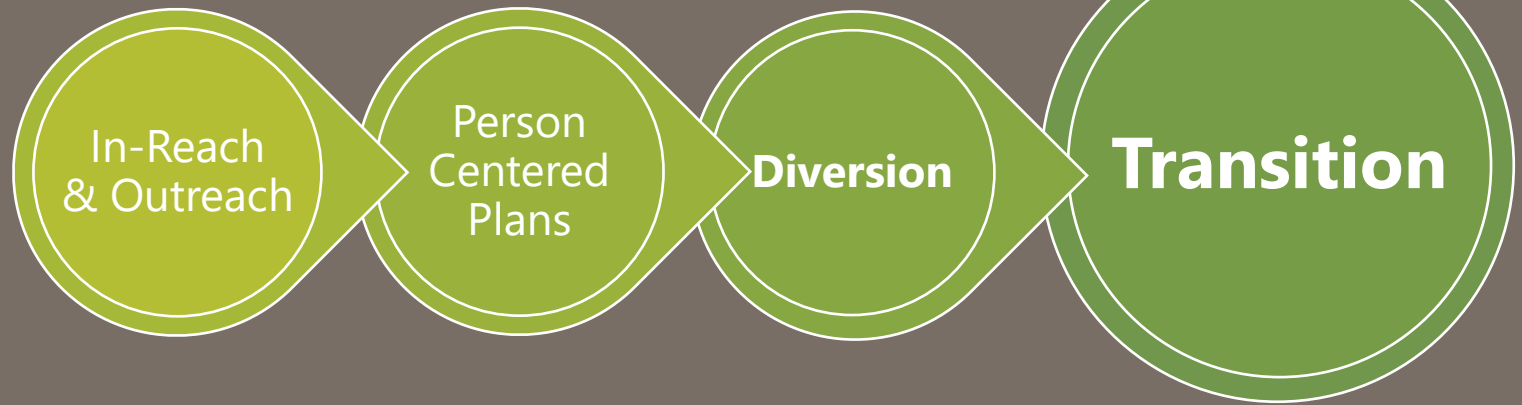 In-Reach
& Outreach
Person
Centered
Plans
Diversion
Transition